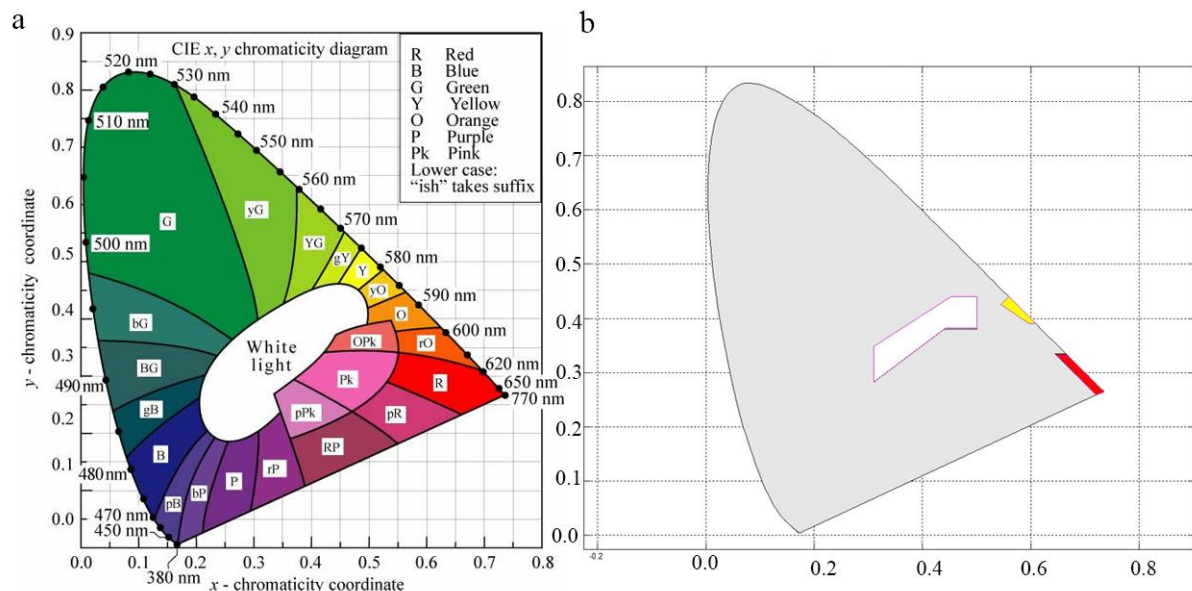 a
CIE x, y chromaticity diagram
R Red
B Blue
G Green
Y Yellow
O Orange
P Purple
Pk Pink
Lower case:
"ish" takes suffix
y - chromaticity coordinate
0.9
0.8
0.7
0.6
0.5
0.4
0.3
0.2
0.1
0.0
520 nm
530 nm
540 nm
510 nm
550 nm
560 nm
500 nm
570 nm
580 nm
590 nm
600 nm
620 nm
650 nm
770 nm
490 nm
480 nm
470 nm
450 nm
380 nm
G
yG
YG
gY
Y
yO
O
rO
OPk
bG
White
light
BG
Pk
R
gB
pPk
pR
B
RP
rP
P
bP
pB
0.0 0.1 0.2 0.3 0.4 0.5 0.6 0.7 0.8
x - chromaticity coordinate
b
0.8
0.7
0.6
0.5
0.4
0.3
0.2
0.1
0.0
-0.2
0.0 0.2 0.4 0.6 0.8